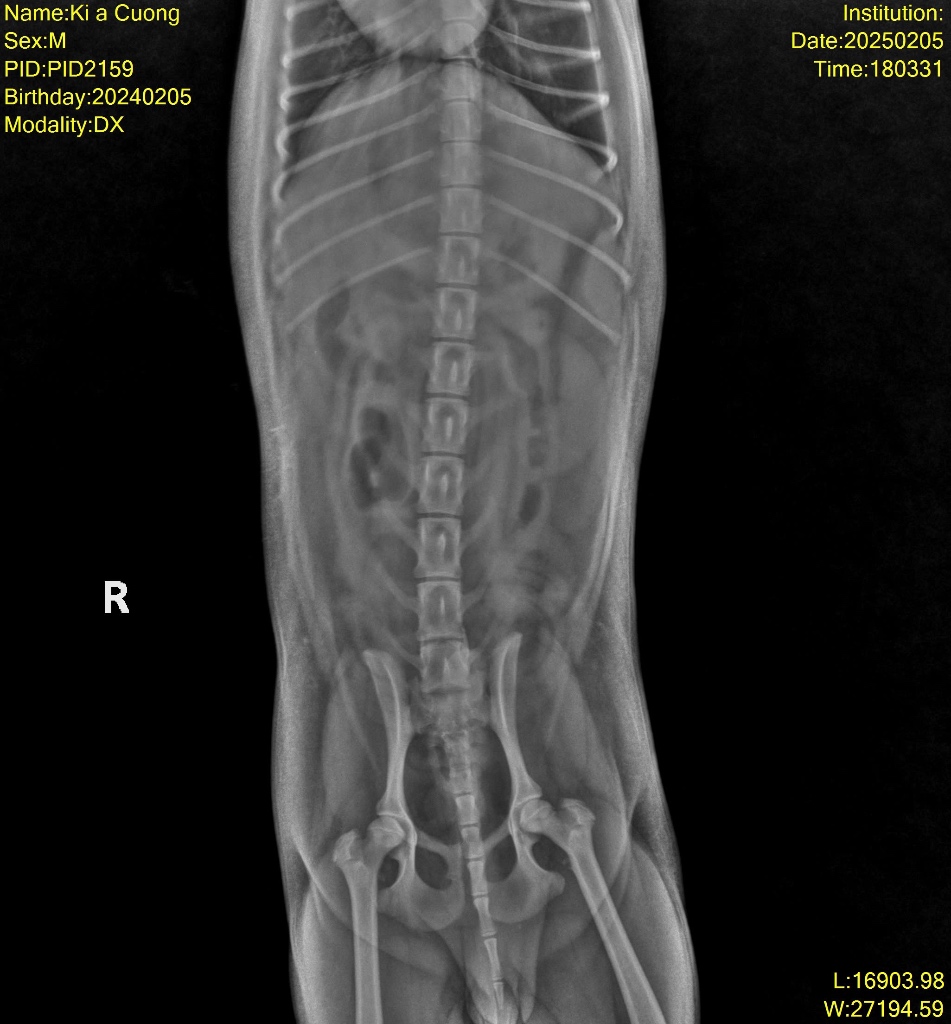 Name:Ki a Cuong
Sex:M
PID:PID2159
Birthday:20240205
Modality:DX
Institution:
Date:20250205
Time:180331
R
L:16903.98
W:27194.59